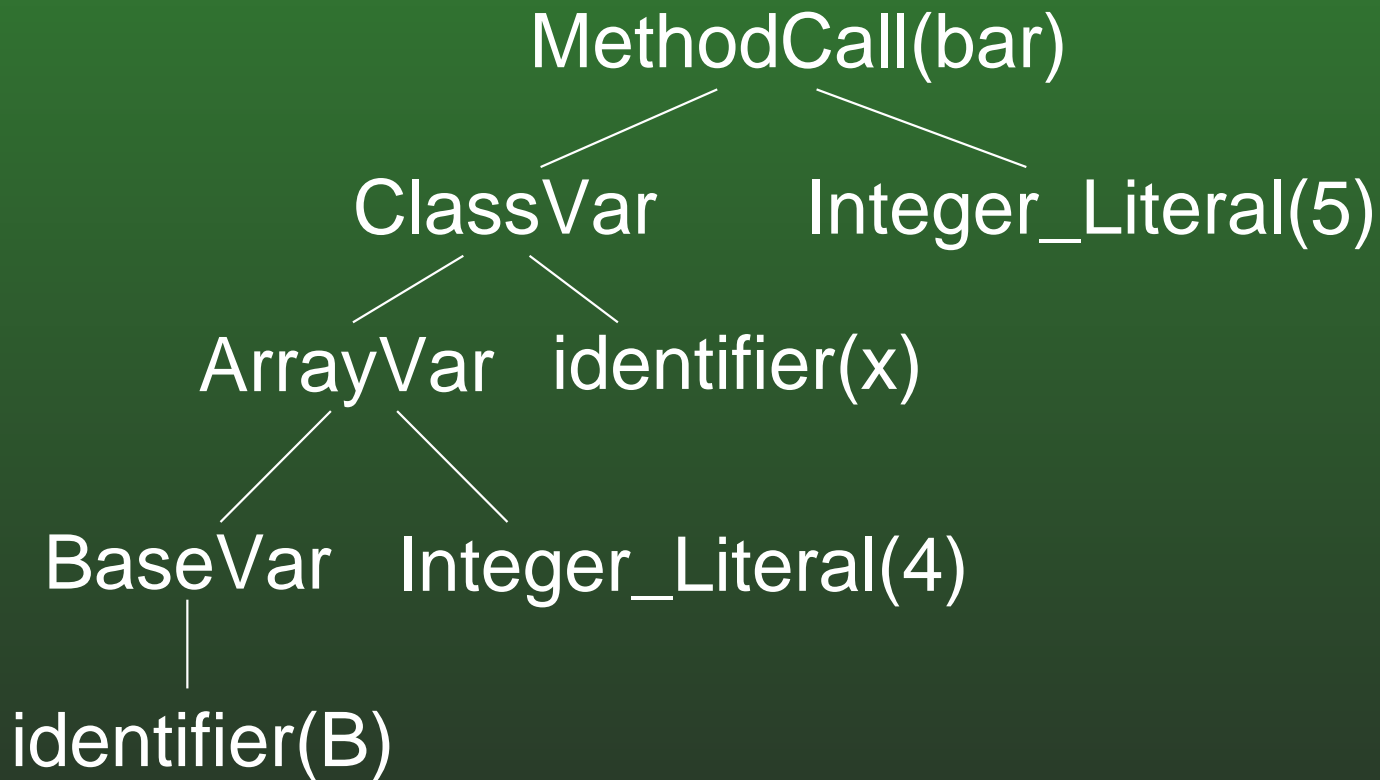 MethodCall(bar)
ClassVar Integer_Literal(5)
ArrayVar identifier(x)
BaseVar Integer_Literal(4)
identifier(B)